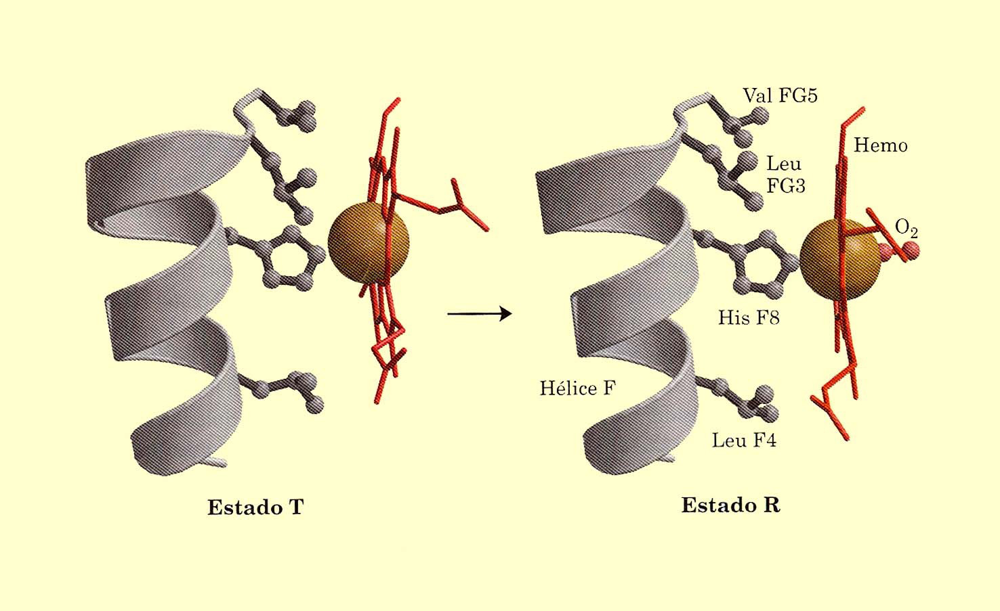 Val FG5
Hemo
Leu
FG3
O₂
His F8
Hélice F
Leu F4
Estado T
Estado R